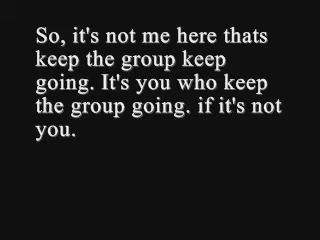 So, it's not me here thats
keep the group keep
going. It's you who keep
the group going. if it's not
you.